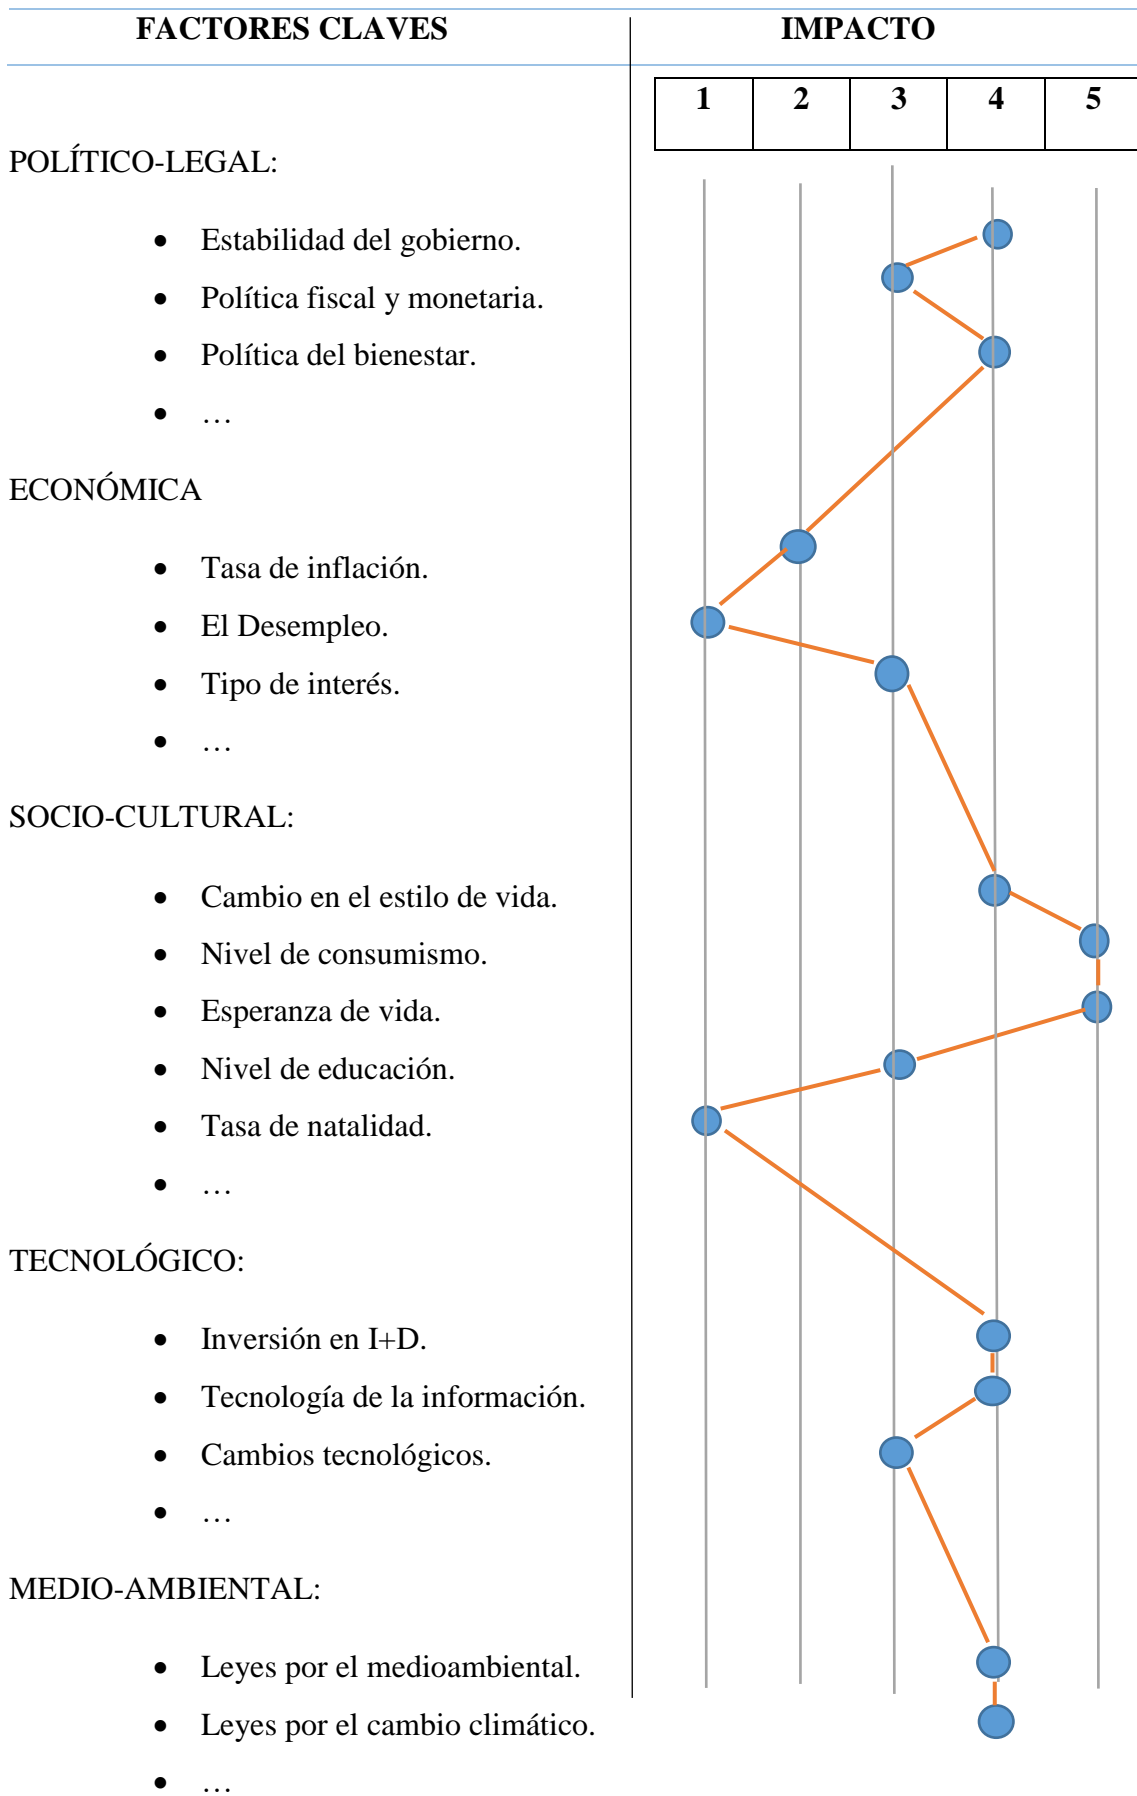 FACTORES CLAVES IMPACTO
1 2 3 4 5
POLÍTICO-LEGAL:
• Estabilidad del gobierno.
• Política fiscal y monetaria.
• Política del bienestar.
• …
ECONÓMICA
• Tasa de inflación.
• El Desempleo.
• Tipo de interés.
• …
SOCIO-CULTURAL:
• Cambio en el estilo de vida.
• Nivel de consumismo.
• Esperanza de vida.
• Nivel de educación.
• Tasa de natalidad.
• …
TECNOLÓGICO:
• Inversión en I+D.
• Tecnología de la información.
• Cambios tecnológicos.
• …
MEDIO-AMBIENTAL:
• Leyes por el medioambiental.
• Leyes por el cambio climático.
• …